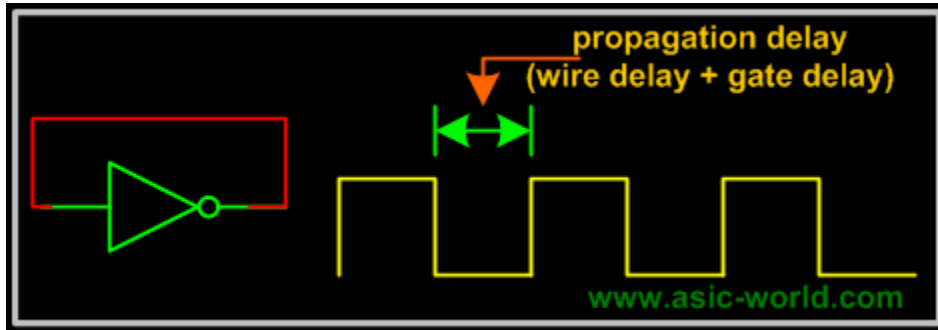 propagation delay
(wire delay + gate delay)
www.asic-world.com